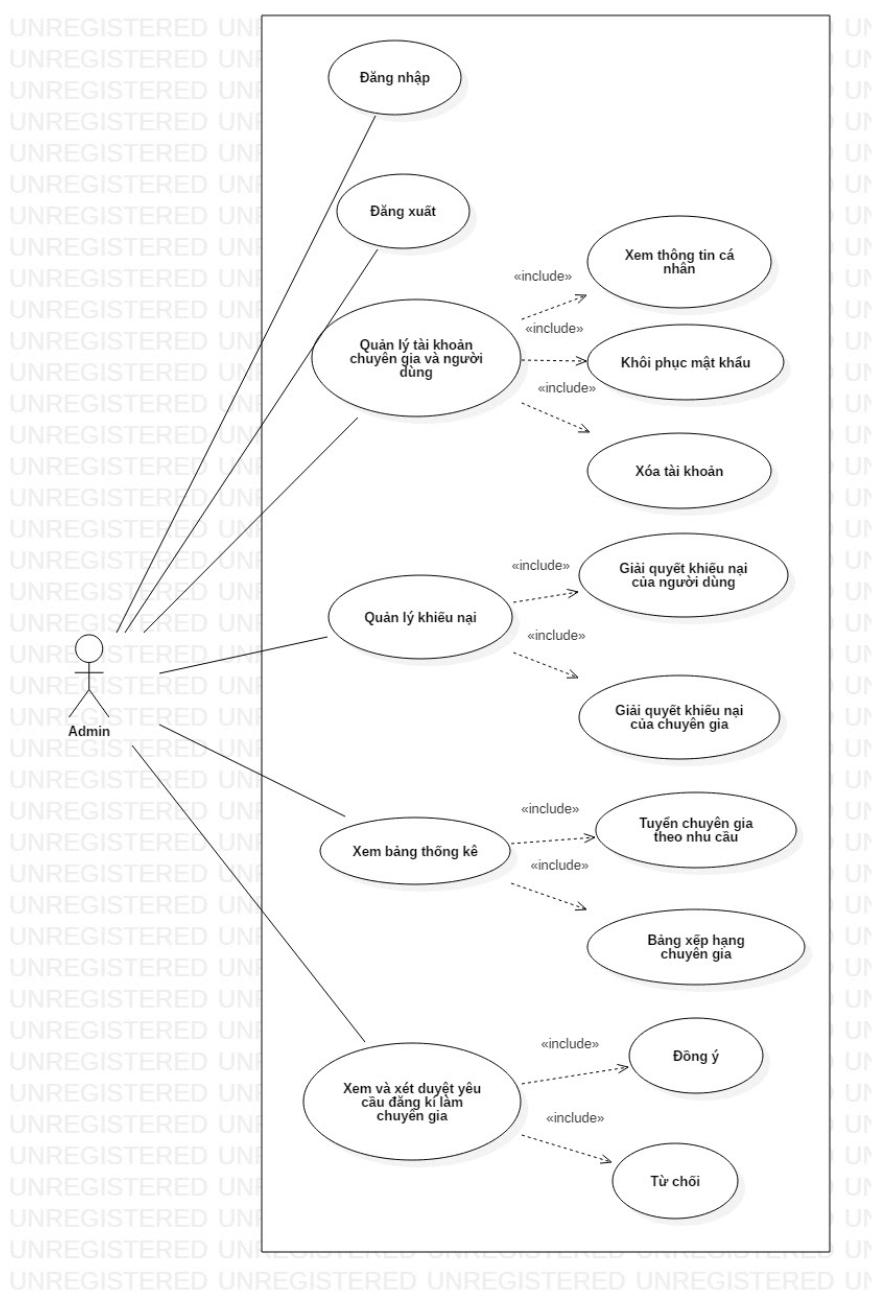 Đăng nhập
Đăng xuất
Xem thông tin cá
nhân
«include»
«include»
Quản lý tài khoản
chuyên gia và người
dùng
Khôi phục mật khẩu
«include»
Xóa tài khoản
Giải quyết khiếu nại
của người dùng
«include»
Quản lý khiếu nại
«include»
Giải quyết khiếu nại
của chuyên gia
Admin
«include»
Tuyển chuyên gia
theo nhu cầu
Xem bảng thống kê
«include»
Bảng xếp hạng
chuyên gia
«include»
Đồng ý
Xem và xét duyệt yêu
cầu đăng kí làm
chuyên gia
«include»
Từ chối
UNREGISTERED UNREGISTERED UNREGISTERED UNREGISTERED UN